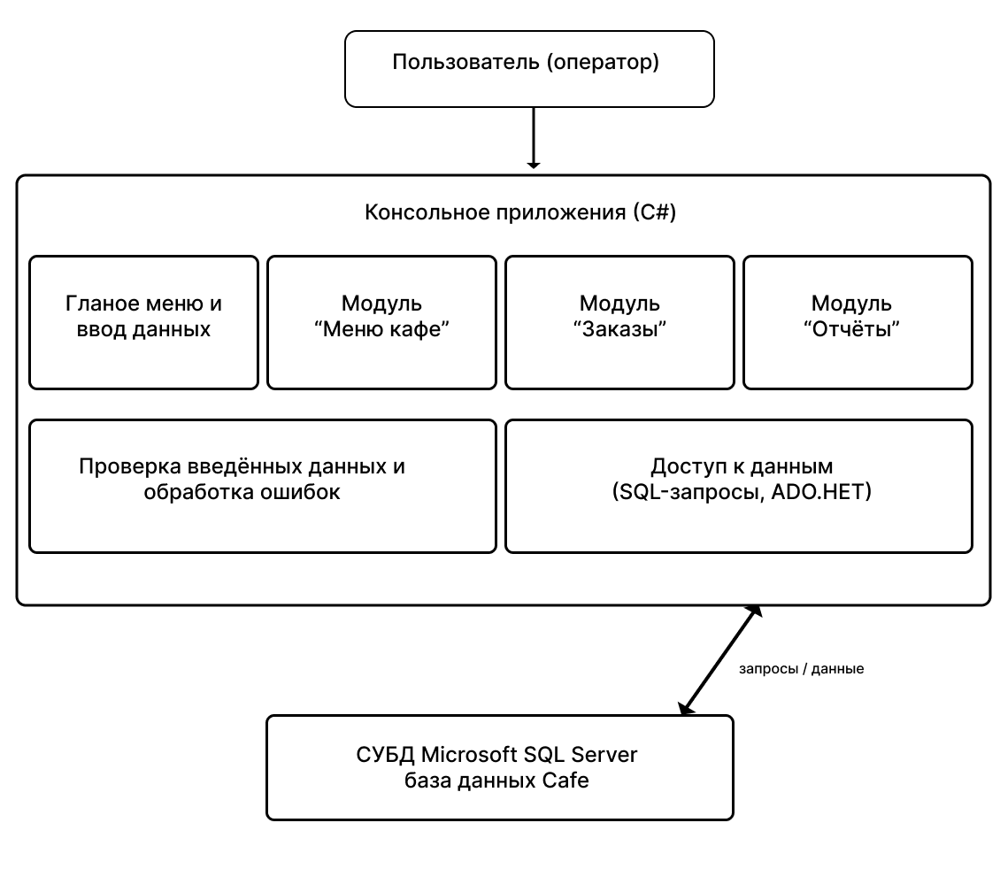 Пользователь (оператор)
Консольное приложения (C#)
Гланое меню и
ввод данных
Модуль
“Меню кафе”
Модуль
“Заказы”
Модуль
“Отчёты”
Проверка введённых данных и
обработка ошибок
Доступ к данным
(SQL-запросы, ADO.НЕТ)
запросы / данные
СУБД Microsoft SQL Server
база данных Cafe